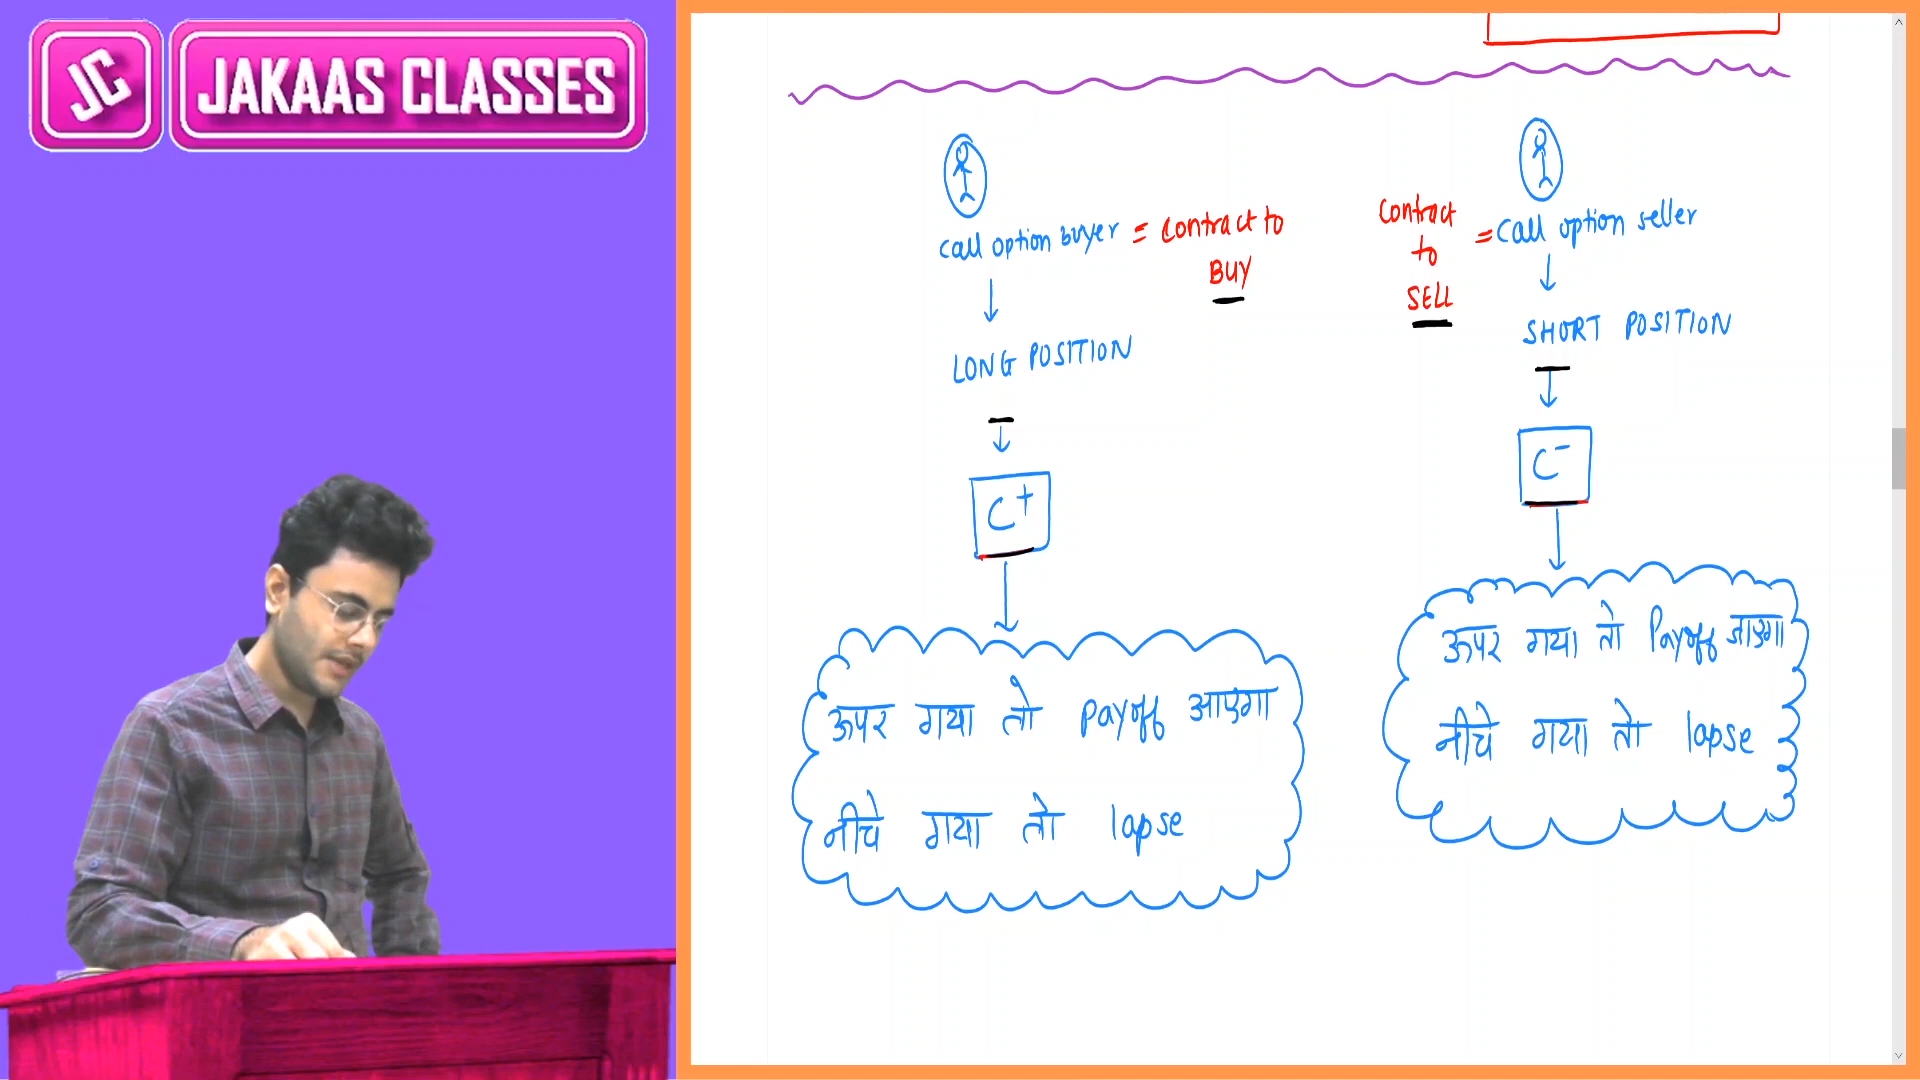 JC JAKAAS CLASSES
call option buyer = contract to
BUY
↓
LONG POSITION
↓
C+
↓
ऊपर गया तो payoff आएगा
नीचे गया तो lapse
contract
to
SELL
= call option seller
↓
SHORT POSITION
↓
C-
↓
ऊपर गया तो Payoff जाएगा
नीचे गया तो lapse